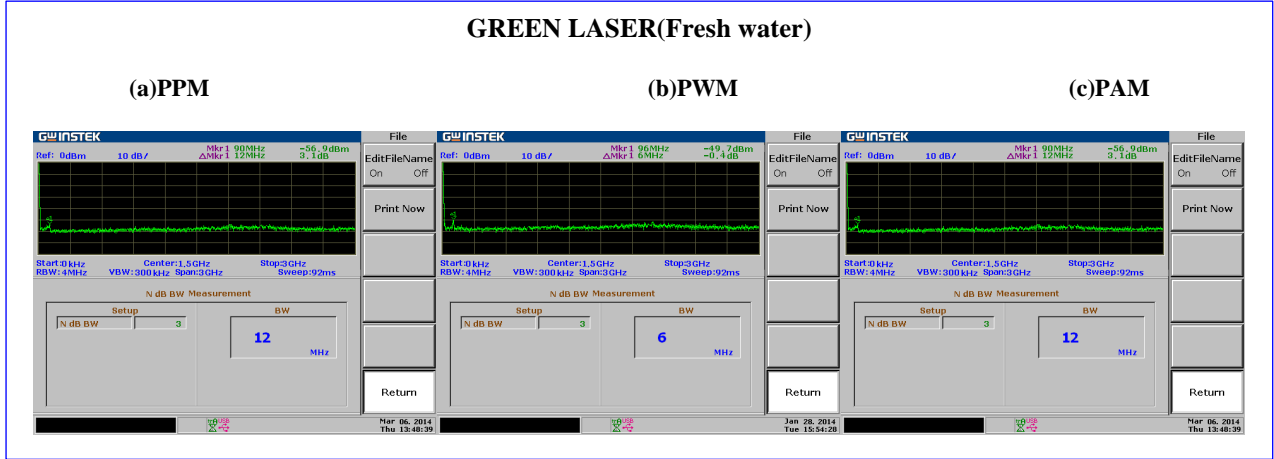 GREEN LASER(Fresh water)
(a)PPM
(b)PWM
(c)PAM
GWINSTEK
File
Ref: 0dBm 10 dB/ Mkr1 90MHz -56.9dBm
ΔMkr1 12MHz 3.1dB
EditFileName
On Off
Print Now
Start:0kHz Center:1.5GHz Stop:3GHz
RBW:4MHz VBW:300kHz Span:3GHz Sweep:92ms
N dB BW Measurement
Setup BW
N dB BW 3
12
MHz
Return
USB
Mar 06. 2014
Thu 13:48:39
GWINSTEK
File
Ref: 0dBm 10 dB/ Mkr1 96MHz -49.7dBm
ΔMkr1 6MHz -0.4dB
EditFileName
On Off
Print Now
Start:0kHz Center:1.5GHz Stop:3GHz
RBW:4MHz VBW:300kHz Span:3GHz Sweep:92ms
N dB BW Measurement
Setup BW
N dB BW 3
6
MHz
Return
USB
Jan 28. 2014
Tue 15:54:28
GWINSTEK
File
Ref: 0dBm 10 dB/ Mkr1 90MHz -56.9dBm
ΔMkr1 12MHz 3.1dB
EditFileName
On Off
Print Now
Start:0kHz Center:1.5GHz Stop:3GHz
RBW:4MHz VBW:300kHz Span:3GHz Sweep:92ms
N dB BW Measurement
Setup BW
N dB BW 3
12
MHz
Return
USB
Mar 06. 2014
Thu 13:48:39